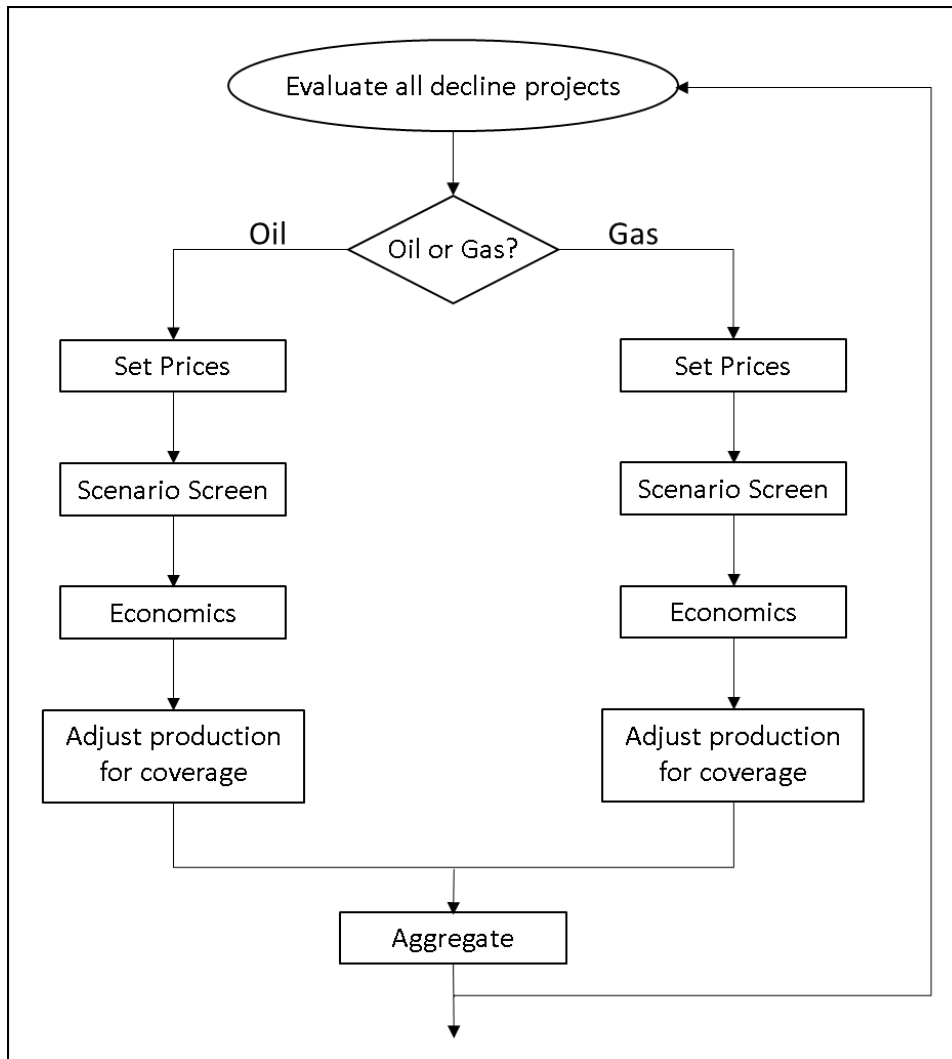 Evaluate all decline projects
Oil
Oil or Gas?
Gas
Set Prices
Set Prices
Scenario Screen
Scenario Screen
Economics
Economics
Adjust production
for coverage
Adjust production
for coverage
Aggregate